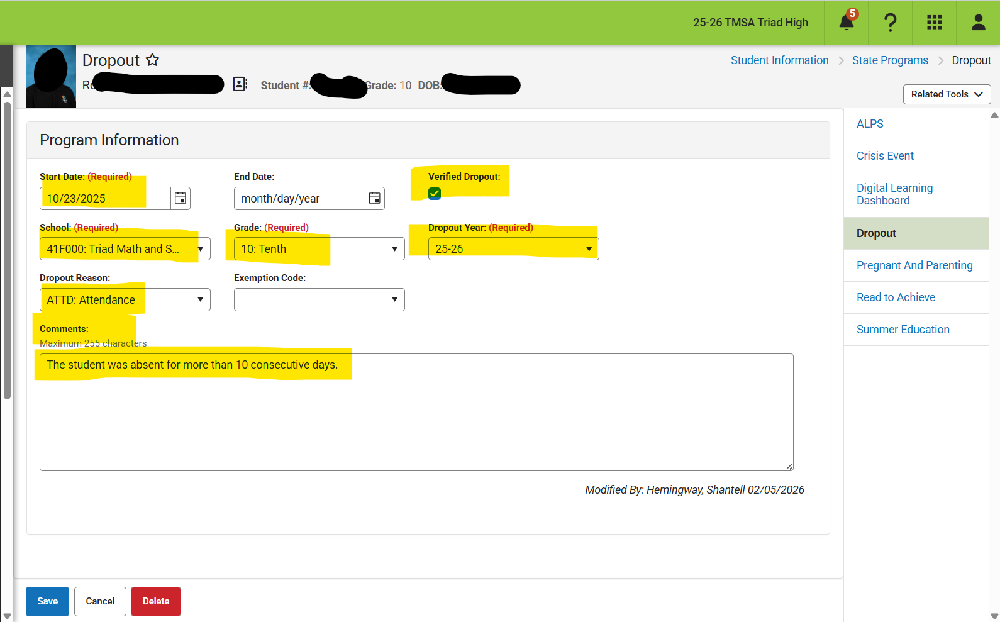 25-26 TMSA Triad High
5
Dropout
Student Information
State Programs
Dropout
Student #:
Grade: 10 DOB:
Related Tools
Program Information
Start Date: (Required)
End Date:
Verified Dropout:
10/23/2025
month/day/year
School: (Required)
Grade: (Required)
Dropout Year: (Required)
41F000: Triad Math and S...
10: Tenth
25-26
Dropout Reason:
Exemption Code:
ATTD: Attendance
Comments:
Maximum 255 characters
The student was absent for more than 10 consecutive days.
Modified By: Hemingway, Shantell 02/05/2026
Save
Cancel
Delete
ALPS
Crisis Event
Digital Learning
Dashboard
Dropout
Pregnant And Parenting
Read to Achieve
Summer Education